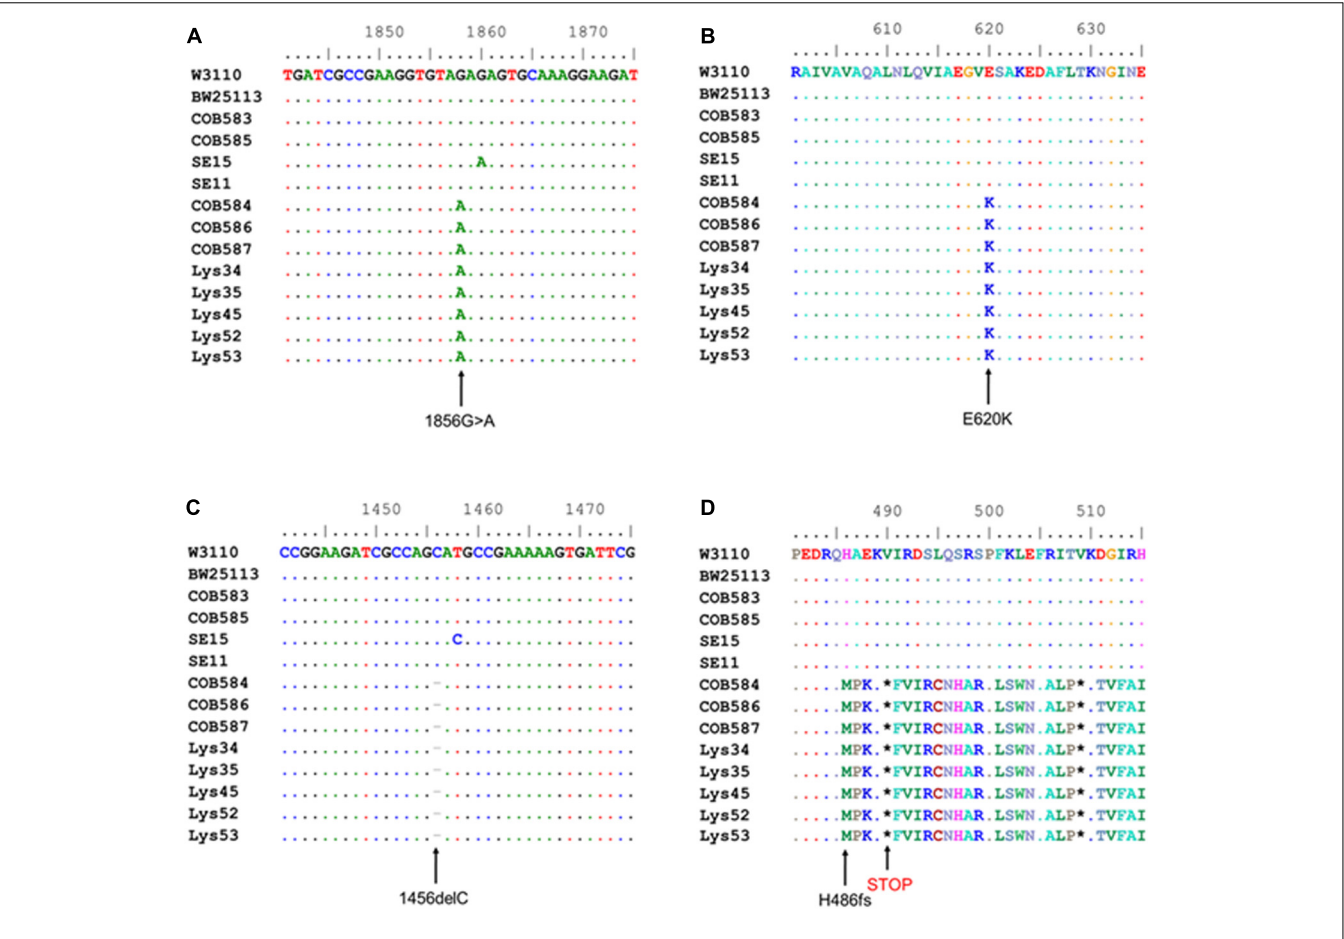 A
1850 1860 1870
W3110 TGATCGCCGAAGGTGTAGAGAGTGCAAAGGAAGAT
BW25113 ...................................
COB583 ...................................
COB585 ...................................
SE15 ...................A...............
SE11 ...................................
COB584 .................A.................
COB586 .................A.................
COB587 .................A.................
Lys34 .................A.................
Lys35 .................A.................
Lys45 .................A.................
Lys52 .................A.................
Lys53 .................A.................
1856G>A
B
610 620 630
W3110 RAIVAVAQALNLQVIAEGVESAKEDAFLTKNGINE
BW25113 ...................................
COB583 ...................................
COB585 ...................................
SE15 ...................................
SE11 ...................................
COB584 ...................K...............
COB586 ...................K...............
COB587 ...................K...............
Lys34 ...................K...............
Lys35 ...................K...............
Lys45 ...................K...............
Lys52 ...................K...............
Lys53 ...................K...............
E620K
C
1450 1460 1470
W3110 CCGGAAGATCGCCAGCATGCCGAAAAAGTGATTCG
BW25113 ...................................
COB583 ...................................
COB585 ...................................
SE15 .................C.................
SE11 ...................................
COB584 ...............-...................
COB586 ...............-...................
COB587 ...............-...................
Lys34 ...............-...................
Lys35 ...............-...................
Lys45 ...............-...................
Lys52 ...............-...................
Lys53 ...............-...................
1456delC
D
490 500 510
W3110 PEDRQHAEKVIRDSLQSRSPFKLEFRITVKDGIRH
BW25113 ...................................
COB583 ...................................
COB585 ...................................
SE15 ...................................
SE11 ...................................
COB584 .....MPK.*FVIRCNHAR.LSWN.ALP*.TVFAI
COB586 .....MPK.*FVIRCNHAR.LSWN.ALP*.TVFAI
COB587 .....MPK.*FVIRCNHAR.LSWN.ALP*.TVFAI
Lys34 .....MPK.*FVIRCNHAR.LSWN.ALP*.TVFAI
Lys35 .....MPK.*FVIRCNHAR.LSWN.ALP*.TVFAI
Lys45 .....MPK.*FVIRCNHAR.LSWN.ALP*.TVFAI
Lys52 .....MPK.*FVIRCNHAR.LSWN.ALP*.TVFAI
Lys53 .....MPK.*FVIRCNHAR.LSWN.ALP*.TVFAI
STOP
H486fs